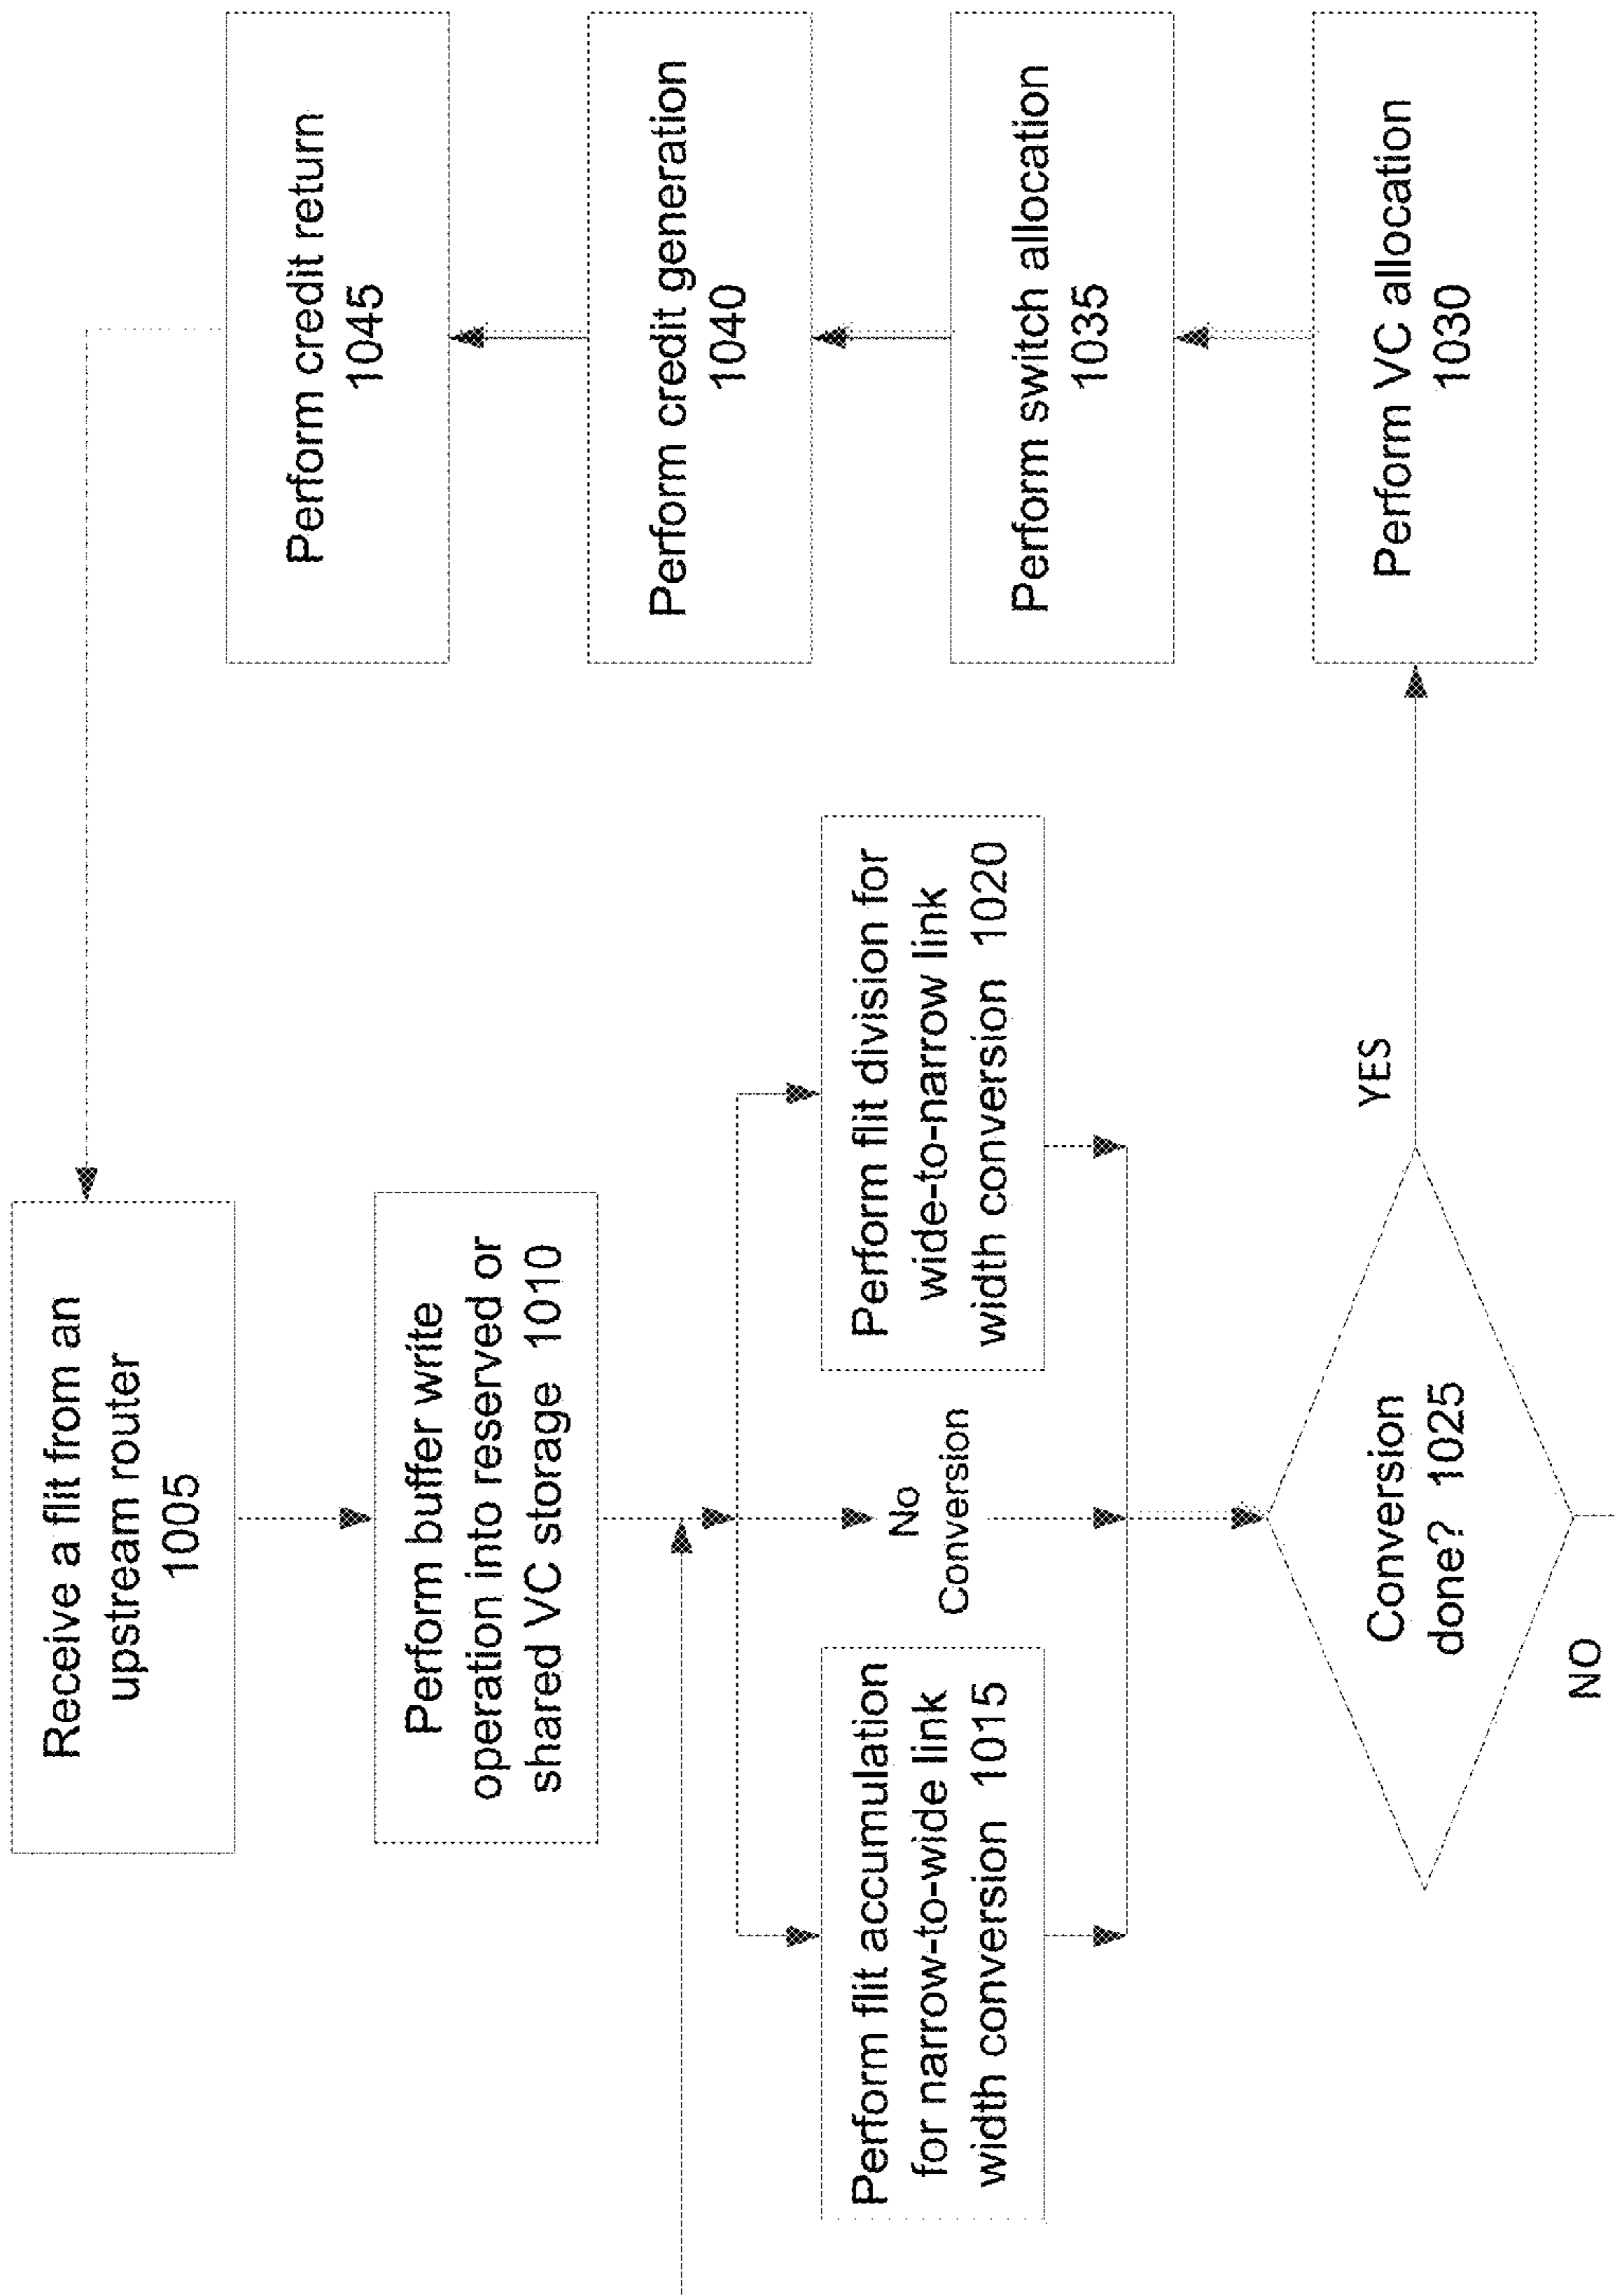 Receive a flit from an
upstream router
1005
Perform buffer write
operation into reserved or
shared VC storage 1010
Perform flit accumulation
for narrow-to-wide link
width conversion 1015
No
Conversion
Perform flit division for
wide-to-narrow link
width conversion 1020
Conversion
done? 1025
NO
YES
Perform VC allocation
1030
Perform switch allocation
1035
Perform credit generation
1040
Perform credit return
1045